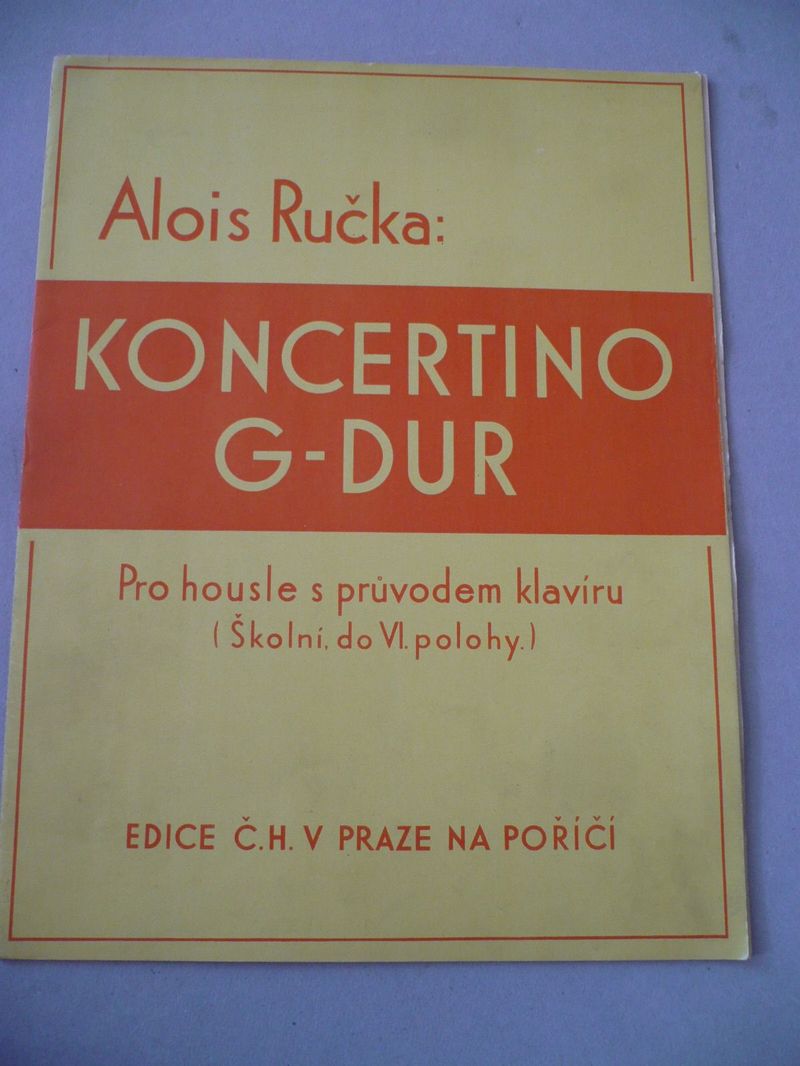 Alois Ručka:
KONCERTINO
G-DUR
Pro housle s průvodem klavíru
(Školní, do VI. polohy.)
EDICE Č.H. V PRAZE NA POŘÍČÍ